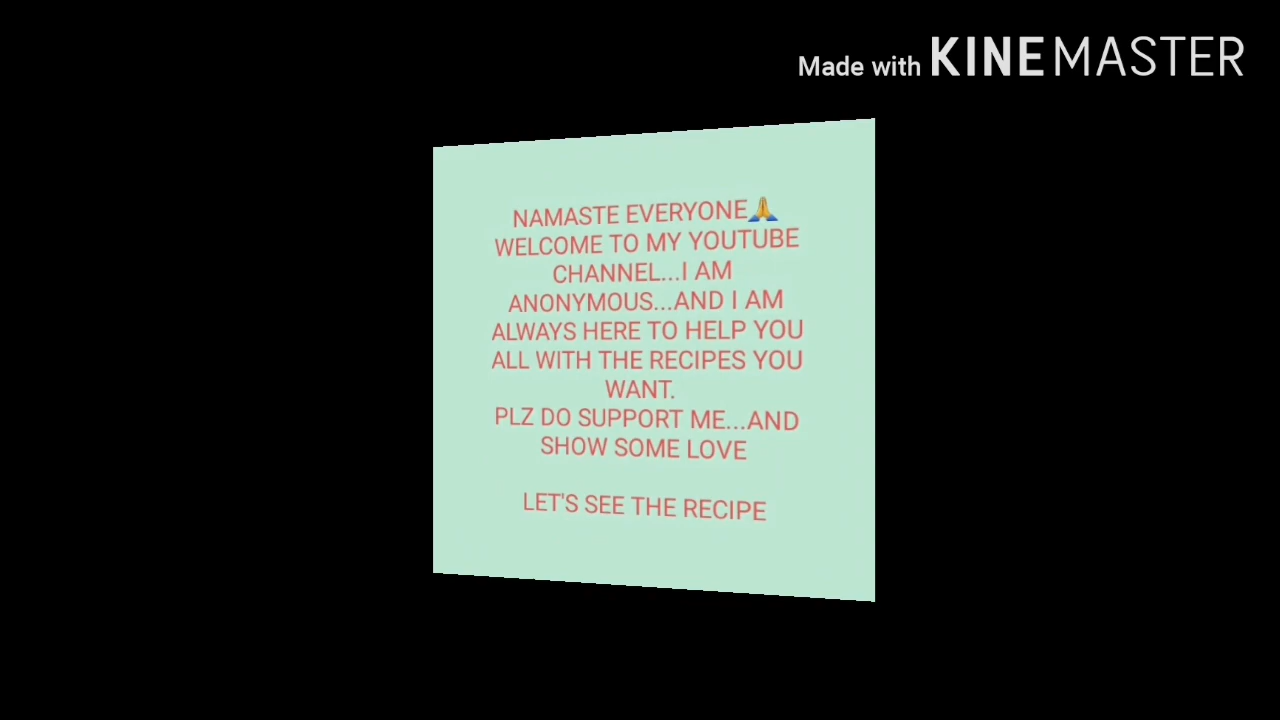 Made with KINEMASTER
NAMASTE EVERYONE🙏
WELCOME TO MY YOUTUBE
CHANNEL...I AM
ANONYMOUS...AND I AM
ALWAYS HERE TO HELP YOU
ALL WITH THE RECIPES YOU
WANT.
PLZ DO SUPPORT ME...AND
SHOW SOME LOVE
LET'S SEE THE RECIPE